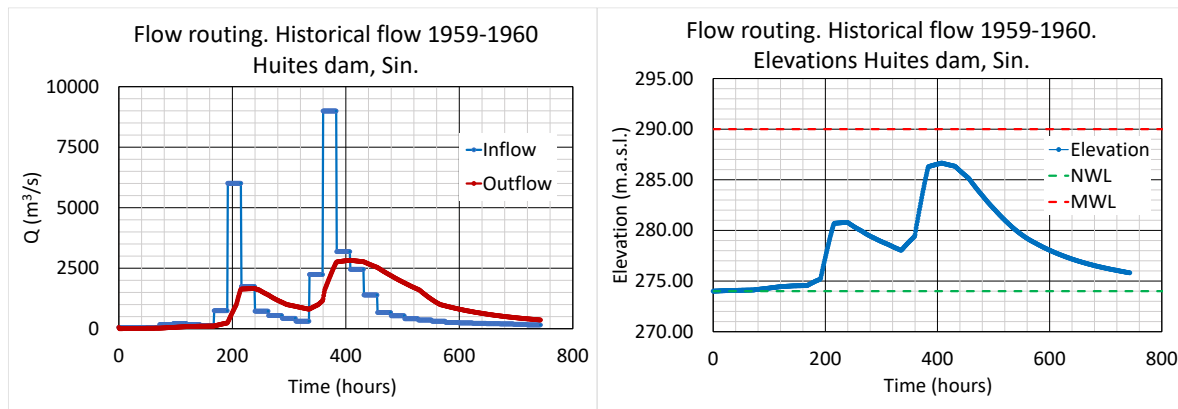 Flow routing. Historical flow 1959-1960
Huites dam, Sin.
10000
7500
5000
2500
0
Q (m³/s)
Inflow
Outflow
0 200 400 600 800
Time (hours)
Flow routing. Historical flow 1959-1960.
Elevations Huites dam, Sin.
295.00
290.00
285.00
280.00
275.00
270.00
Elevation (m.a.s.l.)
Elevation
NWL
MWL
0 200 400 600 800
Time (hours)